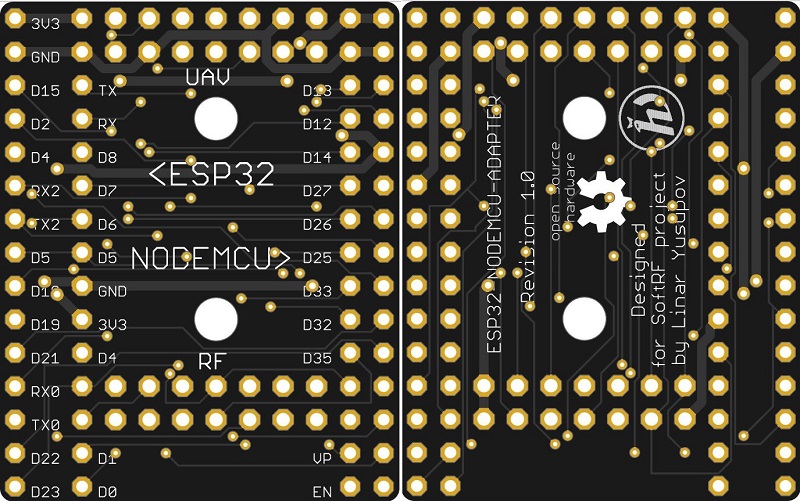 3V3
GND
UAV
D15 TX D13
D2 RX D12
D4 D8 D14
<ESP32
RX2 D7 D27
TX2 D6 D26
D5 D5 D25
NODEMCU>
D18 GND D33
D19 3V3 D32
D21 D4 D35
RF
RX0
TX0
D22 D1 VP
D23 D0 EN
ESP32-NODEMCU-ADAPTER
Revision 1.0
open source
hardware
Designed
for SoftRF project
by Linar Yusupov